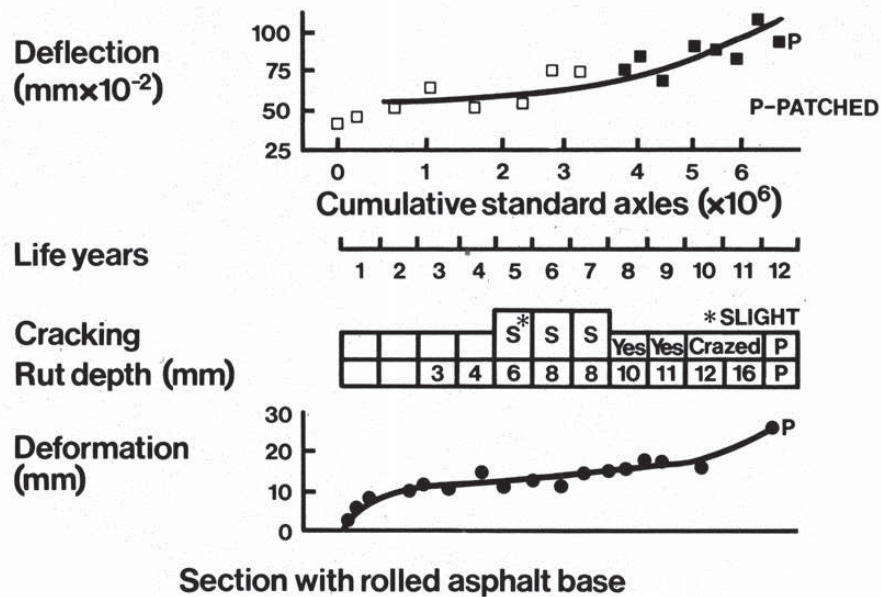 Deflection
(mm×10⁻²)
100
75
50
25
P
P-PATCHED
0 1 2 3 4 5 6
Cumulative standard axles (×10⁶)
Life years
1 2 3 4 5 6 7 8 9 10 11 12
*SLIGHT
Cracking
S* S S Yes Yes Crazed P
Rut depth (mm)
3 4 6 8 8 10 11 12 16 P
Deformation
(mm)
30
20
10
0
P
Section with rolled asphalt base